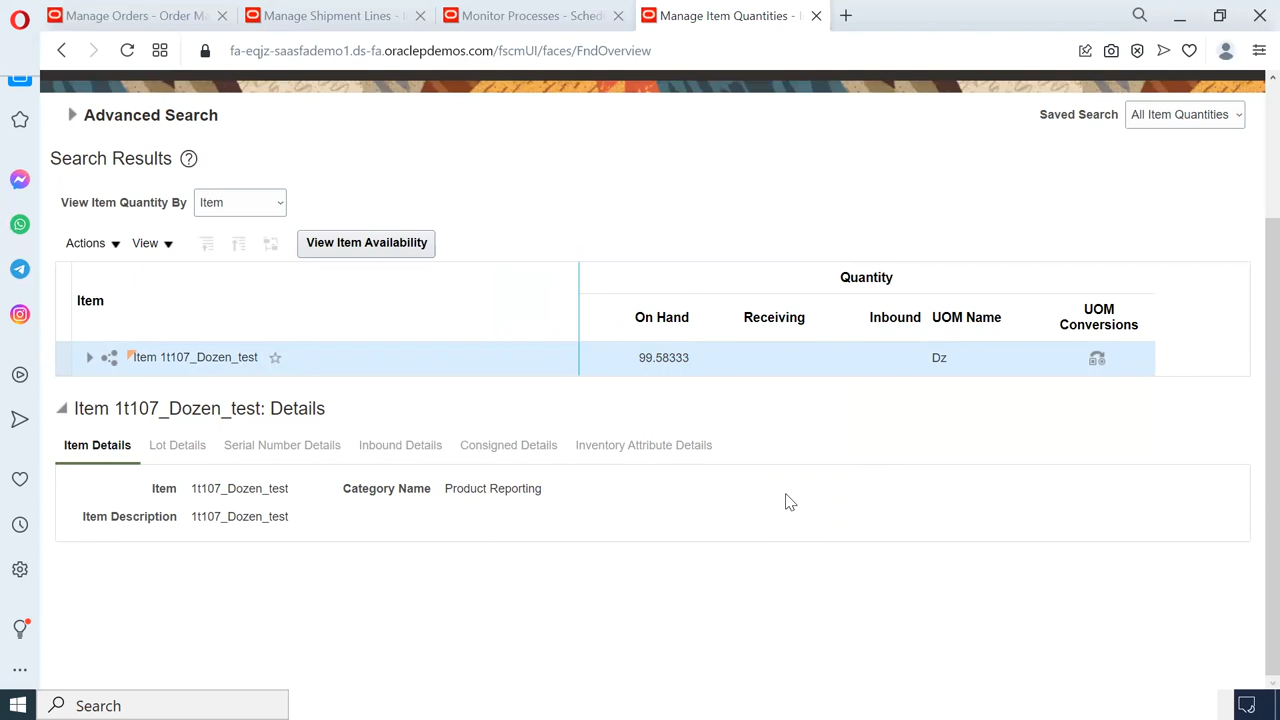 Manage Orders - Order M
Manage Shipment Lines -
Monitor Processes - Sched
Manage Item Quantities -
fa-eqjz-saasfademo1.ds-fa.oraclepdemos.com/fscmUI/faces/FndOverview
Advanced Search
Saved Search All Item Quantities
Search Results
View Item Quantity By Item
Actions View View Item Availability
Quantity
Item On Hand Receiving Inbound UOM Name UOM Conversions
Item 1t107_Dozen_test 99.58333 Dz
Item 1t107_Dozen_test: Details
Item Details Lot Details Serial Number Details Inbound Details Consigned Details Inventory Attribute Details
Item 1t107_Dozen_test Category Name Product Reporting
Item Description 1t107_Dozen_test
Search